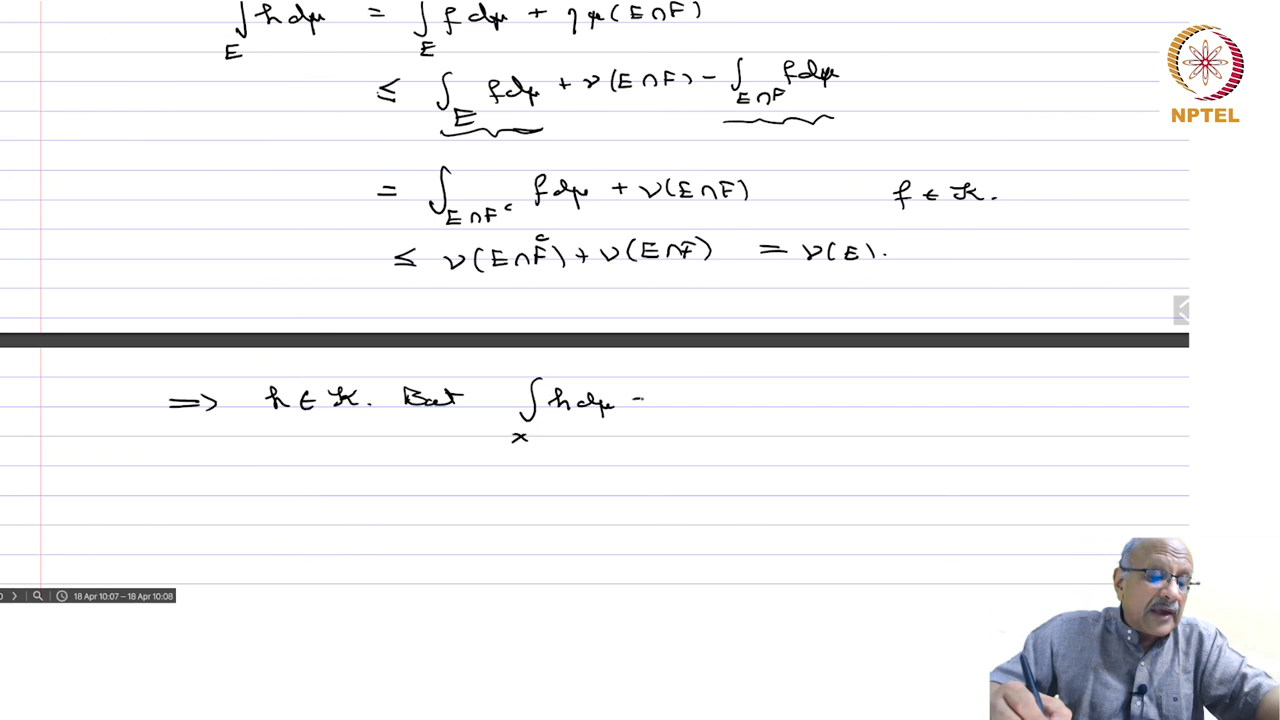 ∫_E h dμ = ∫_E f dμ + η μ(E∩F)
≤ ∫_E f dμ + ν(E∩F) - ∫_{E∩F} f dμ
NPTEL
= ∫_{E∩F^c} f dμ + ν(E∩F) f ∈ K.
≤ ν(E∩F^c) + ν(E∩F) = ν(E).
⇒ h ∈ K. But ∫_X h dμ -
18 Apr 10:07 – 18 Apr 10:08